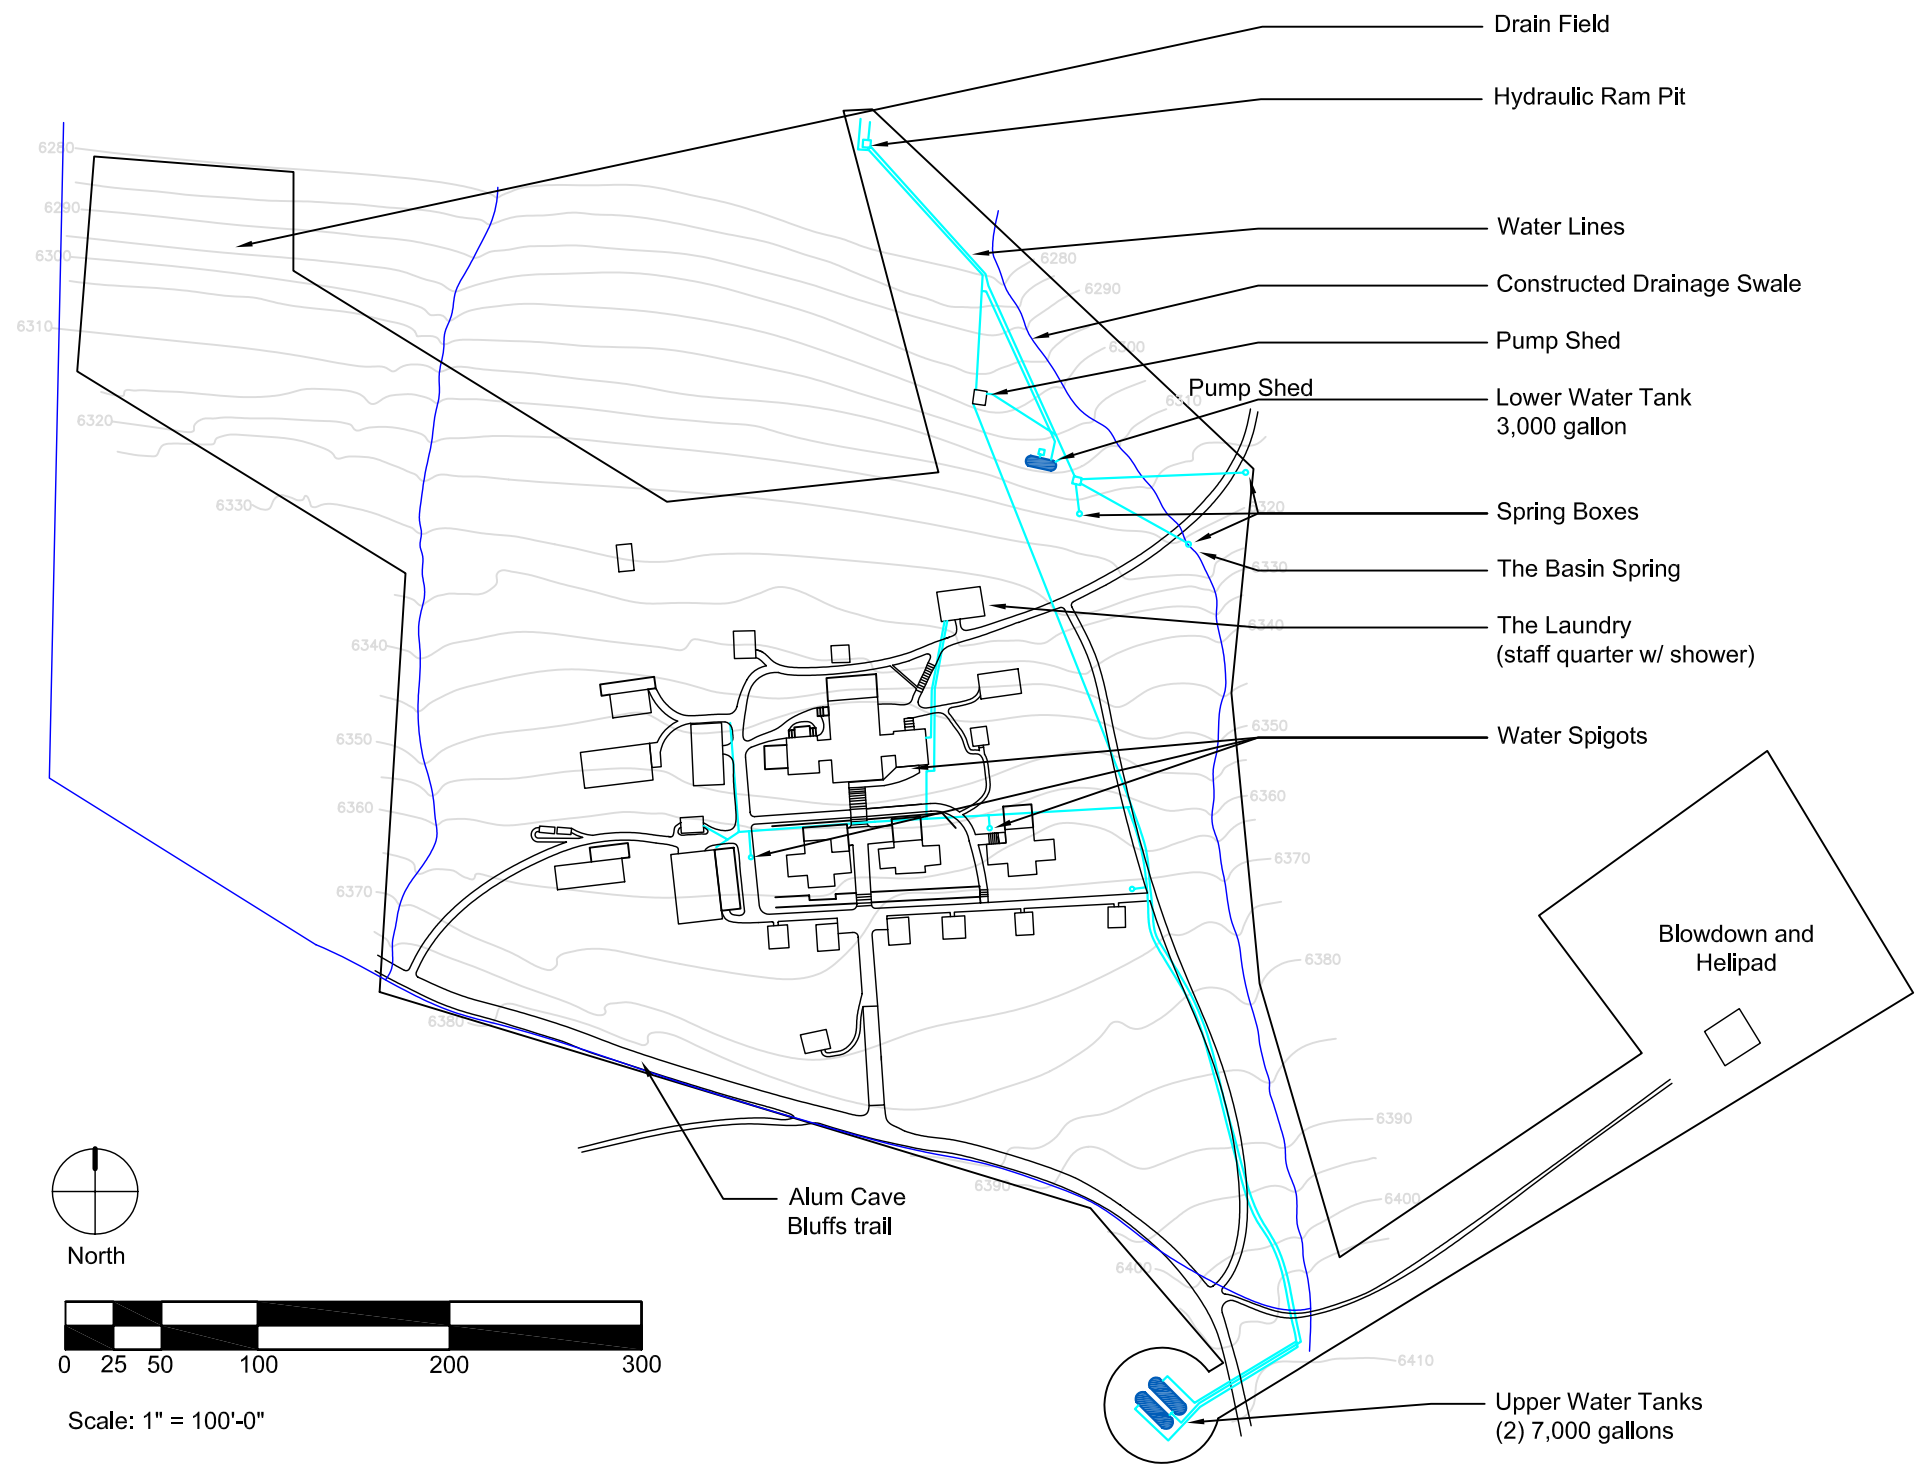 Drain Field
Hydraulic Ram Pit
Water Lines
Constructed Drainage Swale
Pump Shed
Pump Shed
Lower Water Tank
3,000 gallon
Spring Boxes
The Basin Spring
The Laundry
(staff quarter w/ shower)
Water Spigots
Blowdown and
Helipad
Upper Water Tanks
(2) 7,000 gallons
Alum Cave
Bluffs trail
6280
6290
6300
6310
6320
6330
6340
6350
6360
6370
6380
6390
6400
6280
6290
6300
6310
6320
6330
6340
6350
6360
6370
6380
6390
6400
6410
North
0 25 50 100 200 300
Scale: 1" = 100'-0"